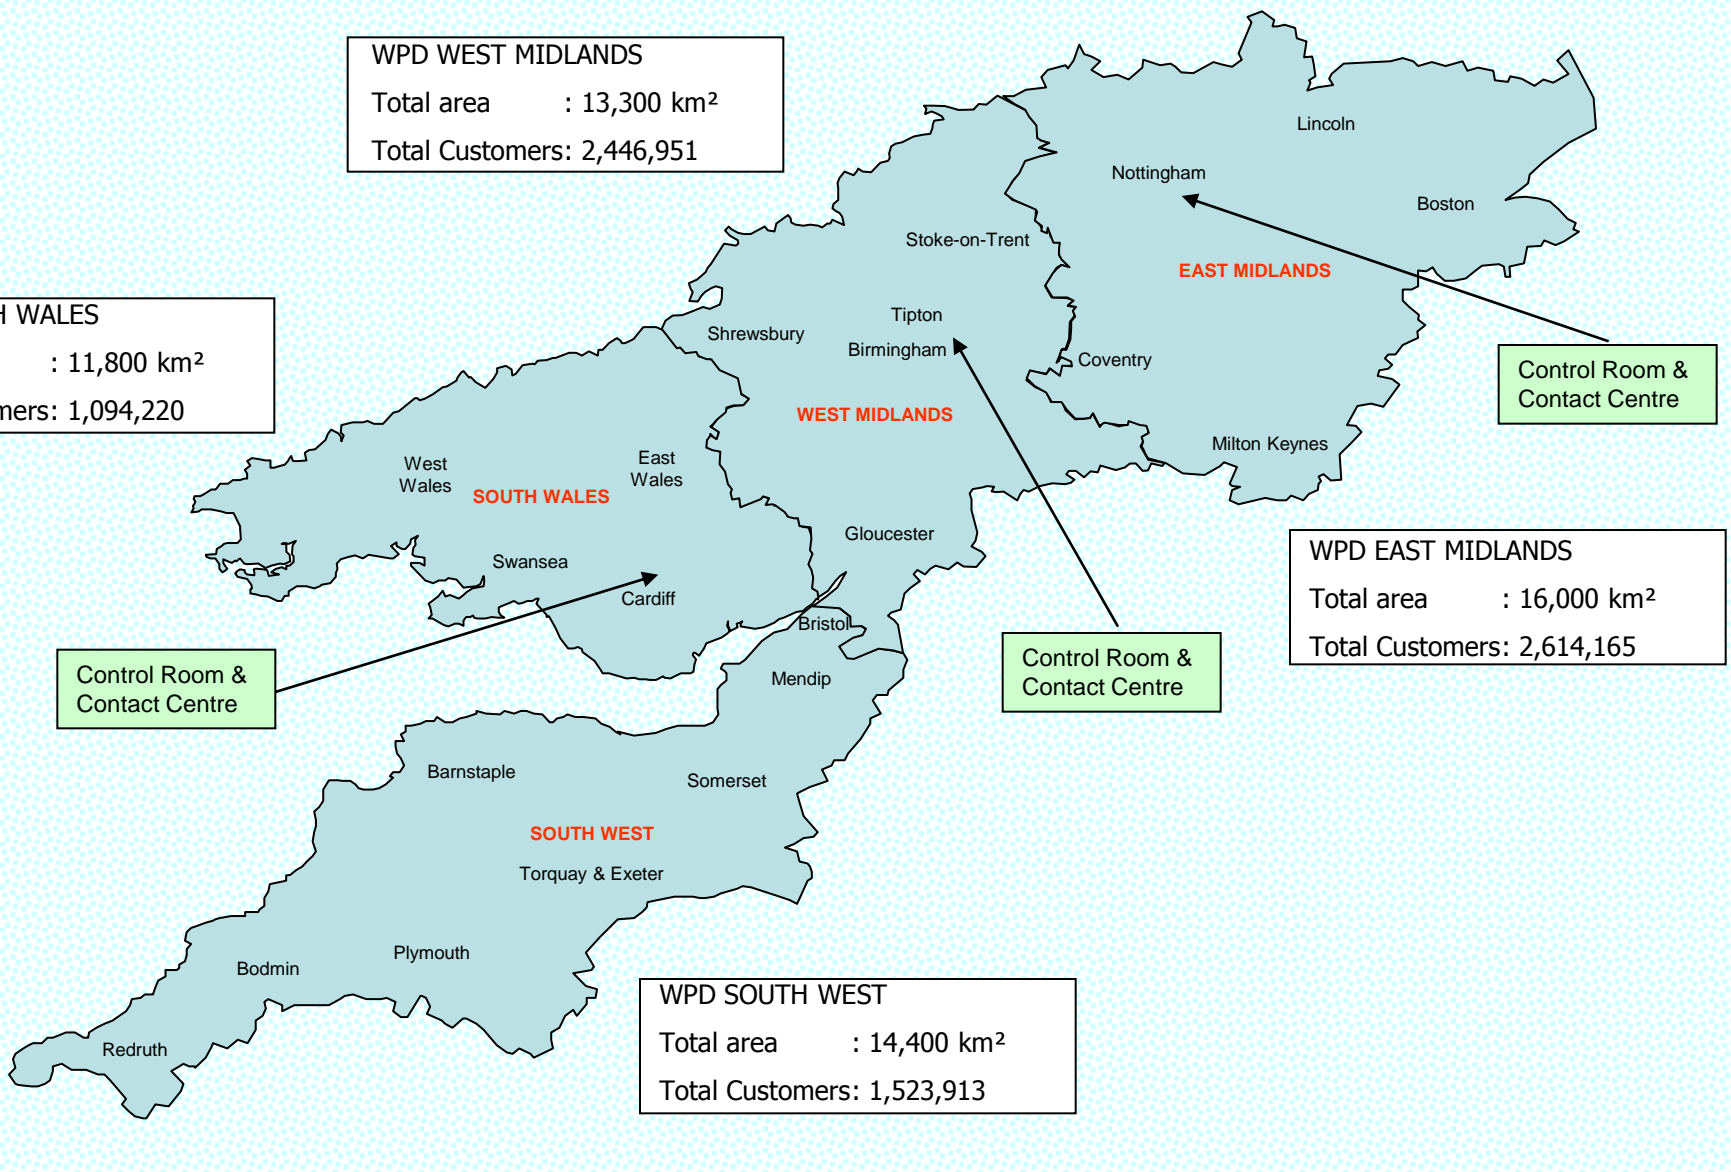 WPD WEST MIDLANDS
Total area : 13,300 km²
Total Customers: 2,446,951
Lincoln
Nottingham
Boston
Stoke-on-Trent
EAST MIDLANDS
WALES
: 11,800 km²
: 1,094,220
Tipton
Shrewsbury
Birmingham
Coventry
Control Room &
Contact Centre
WEST MIDLANDS
Milton Keynes
West
Wales
East
Wales
SOUTH WALES
Gloucester
WPD EAST MIDLANDS
Total area : 16,000 km²
Total Customers: 2,614,165
Swansea
Cardiff
Bristol
Control Room &
Contact Centre
Control Room &
Contact Centre
Mendip
Barnstaple
Somerset
SOUTH WEST
Torquay & Exeter
Plymouth
Bodmin
Redruth
WPD SOUTH WEST
Total area : 14,400 km²
Total Customers: 1,523,913